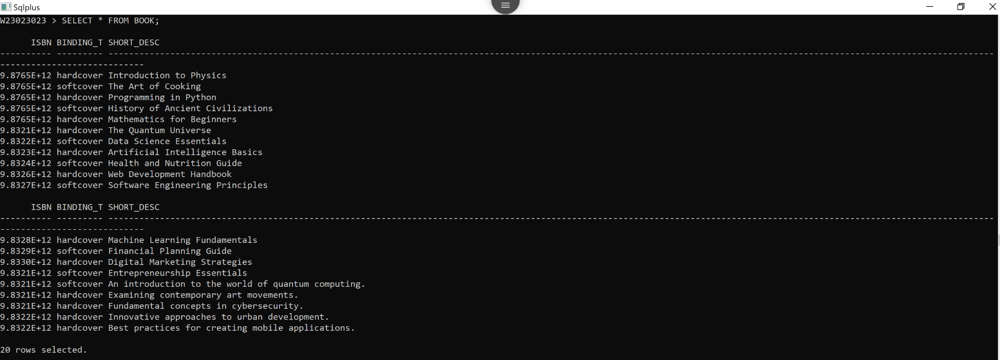 Sqlplus
W23023023 > SELECT * FROM BOOK;
ISBN BINDING_T SHORT_DESC
---------- --------- ----------------------------------------------------------------------------------------------------------------------------------------------------------------------------
----------------------------
9.8765E+12 hardcover Introduction to Physics
9.8765E+12 softcover The Art of Cooking
9.8765E+12 hardcover Programming in Python
9.8765E+12 softcover History of Ancient Civilizations
9.8765E+12 hardcover Mathematics for Beginners
9.8321E+12 hardcover The Quantum Universe
9.8322E+12 softcover Data Science Essentials
9.8323E+12 hardcover Artificial Intelligence Basics
9.8324E+12 softcover Health and Nutrition Guide
9.8326E+12 hardcover Web Development Handbook
9.8327E+12 softcover Software Engineering Principles
ISBN BINDING_T SHORT_DESC
---------- --------- ----------------------------------------------------------------------------------------------------------------------------------------------------------------------------
----------------------------
9.8328E+12 hardcover Machine Learning Fundamentals
9.8329E+12 softcover Financial Planning Guide
9.8330E+12 hardcover Digital Marketing Strategies
9.8321E+12 softcover Entrepreneurship Essentials
9.8321E+12 softcover An introduction to the world of quantum computing.
9.8321E+12 hardcover Examining contemporary art movements.
9.8321E+12 hardcover Fundamental concepts in cybersecurity.
9.8322E+12 hardcover Innovative approaches to urban development.
9.8322E+12 hardcover Best practices for creating mobile applications.
20 rows selected.